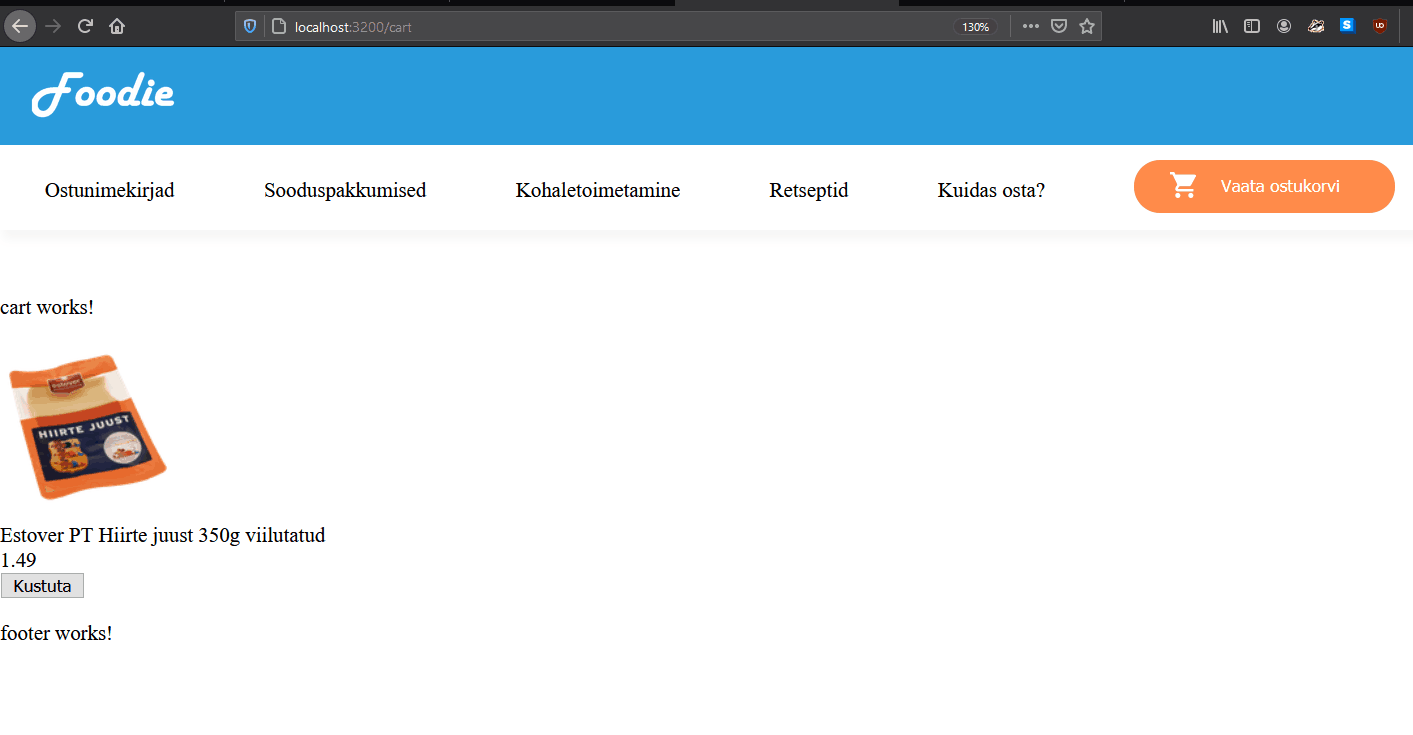 localhost:3200/cart
130%
S
UD
Foodie
Ostunimekirjad
Sooduspakkumised
Kohaletoimetamine
Retseptid
Kuidas osta?
Vaata ostukorvi
cart works!
estover
HIIRTE JUUST
Estover PT Hiirte juust 350g viilutatud
1.49
Kustuta
footer works!